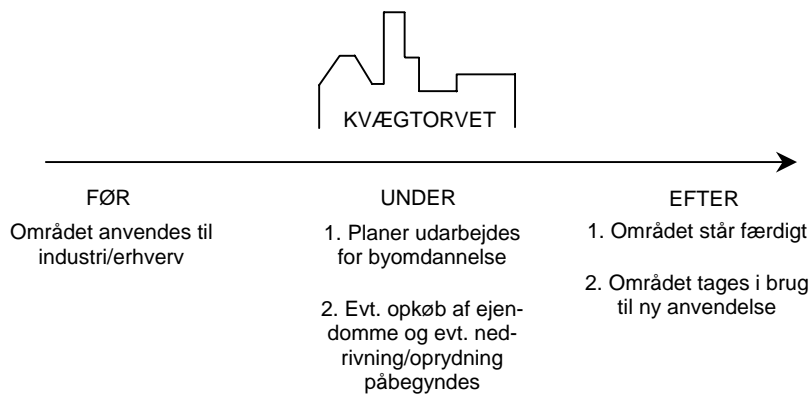 KVÆGTORVET
FØR
Området anvendes til
industri/erhverv
UNDER
1. Planer udarbejdes
for byomdannelse
2. Evt. opkøb af ejen-
domme og evt. ned-
rivning/oprydning
påbegyndes
EFTER
1. Området står færdigt
2. Området tages i brug
til ny anvendelse